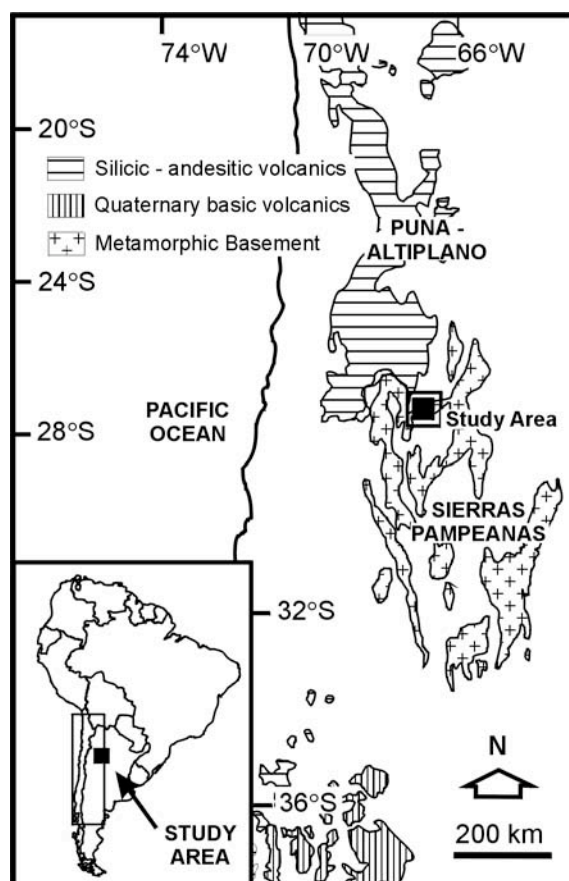 74°W
70°W
66°W
20°S
Silicic - andesitic volcanics
Quaternary basic volcanics
Metamorphic Basement
PUNA -
ALTIPLANO
24°S
PACIFIC
OCEAN
28°S
Study Area
SIERRAS
PAMPEANAS
32°S
N
36°S
200 km
STUDY
AREA